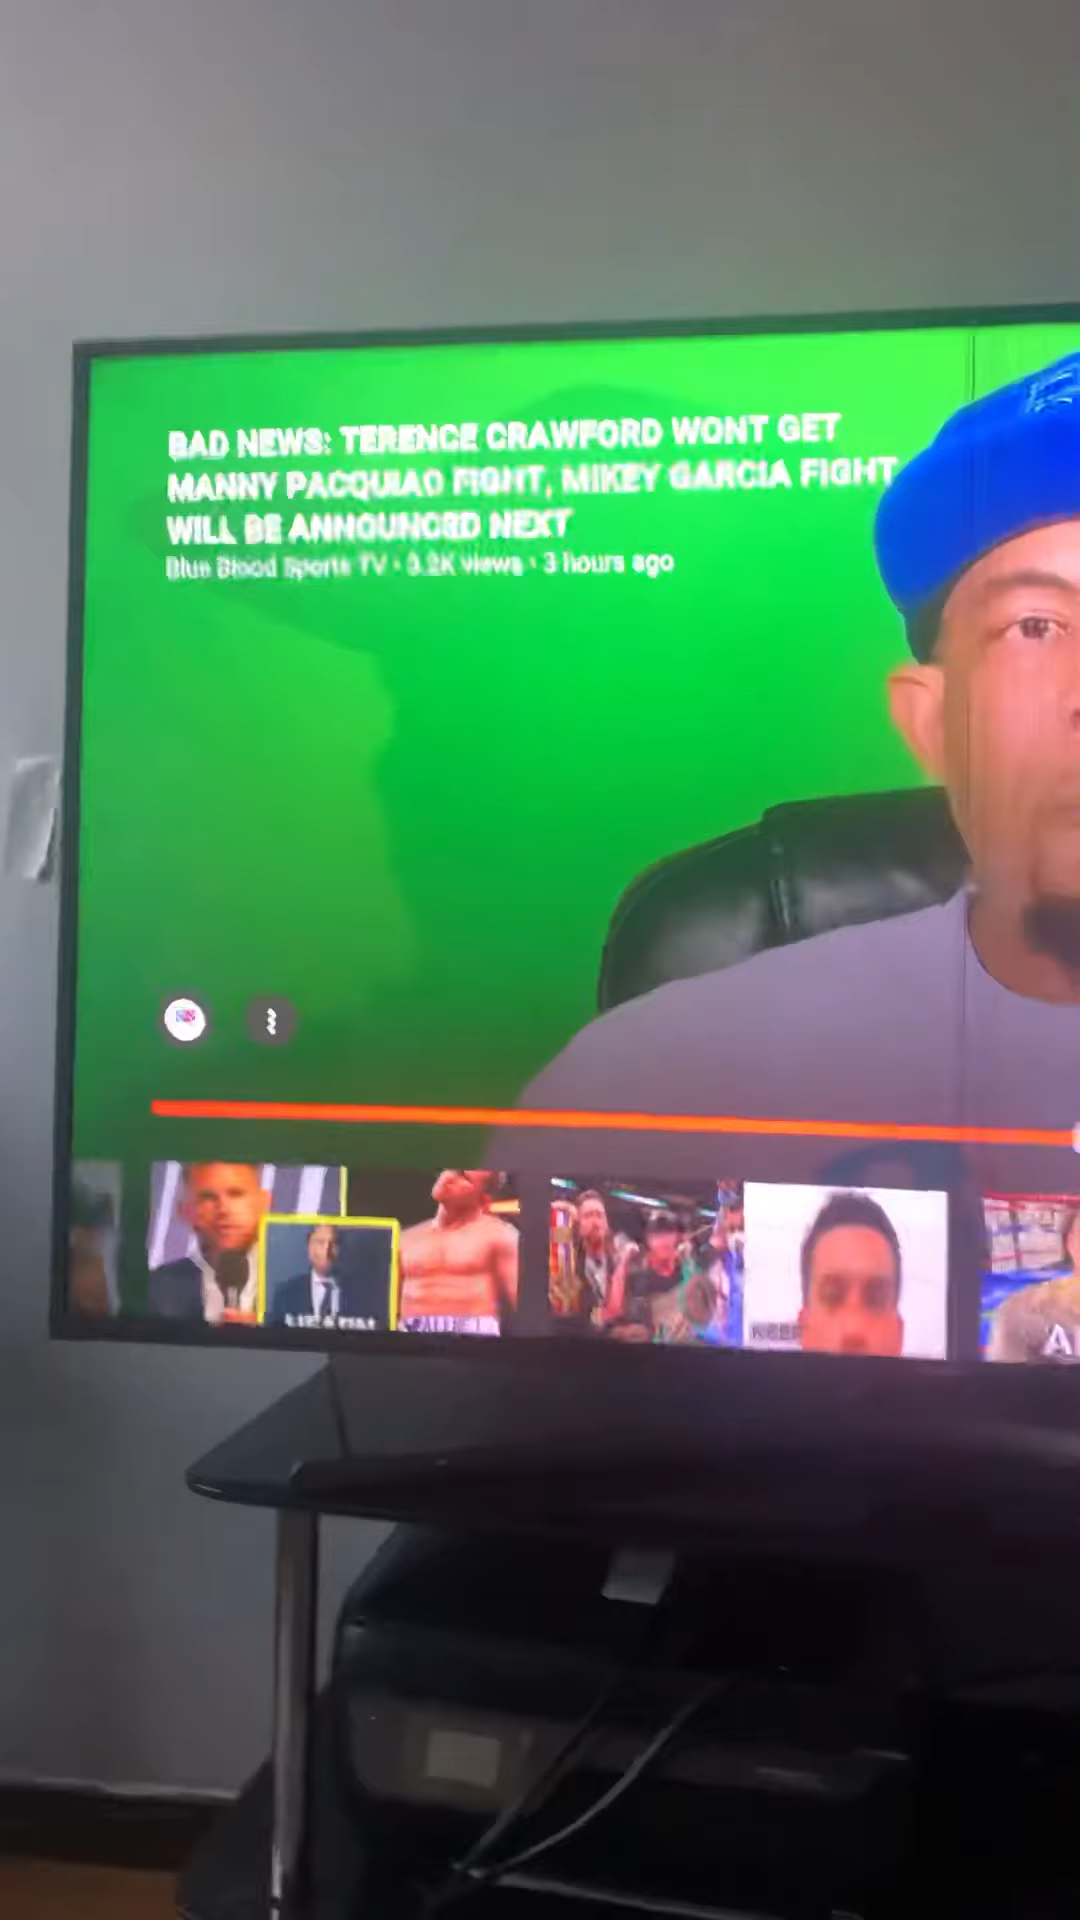 BAD NEWS: TERENCE CRAWFORD WONT GET
MANNY PACQUIAO FIGHT, MIKEY GARCIA FIGHT
WILL BE ANNOUNCED NEXT
Blue Blood Sports TV • 3.2K views • 3 hours ago